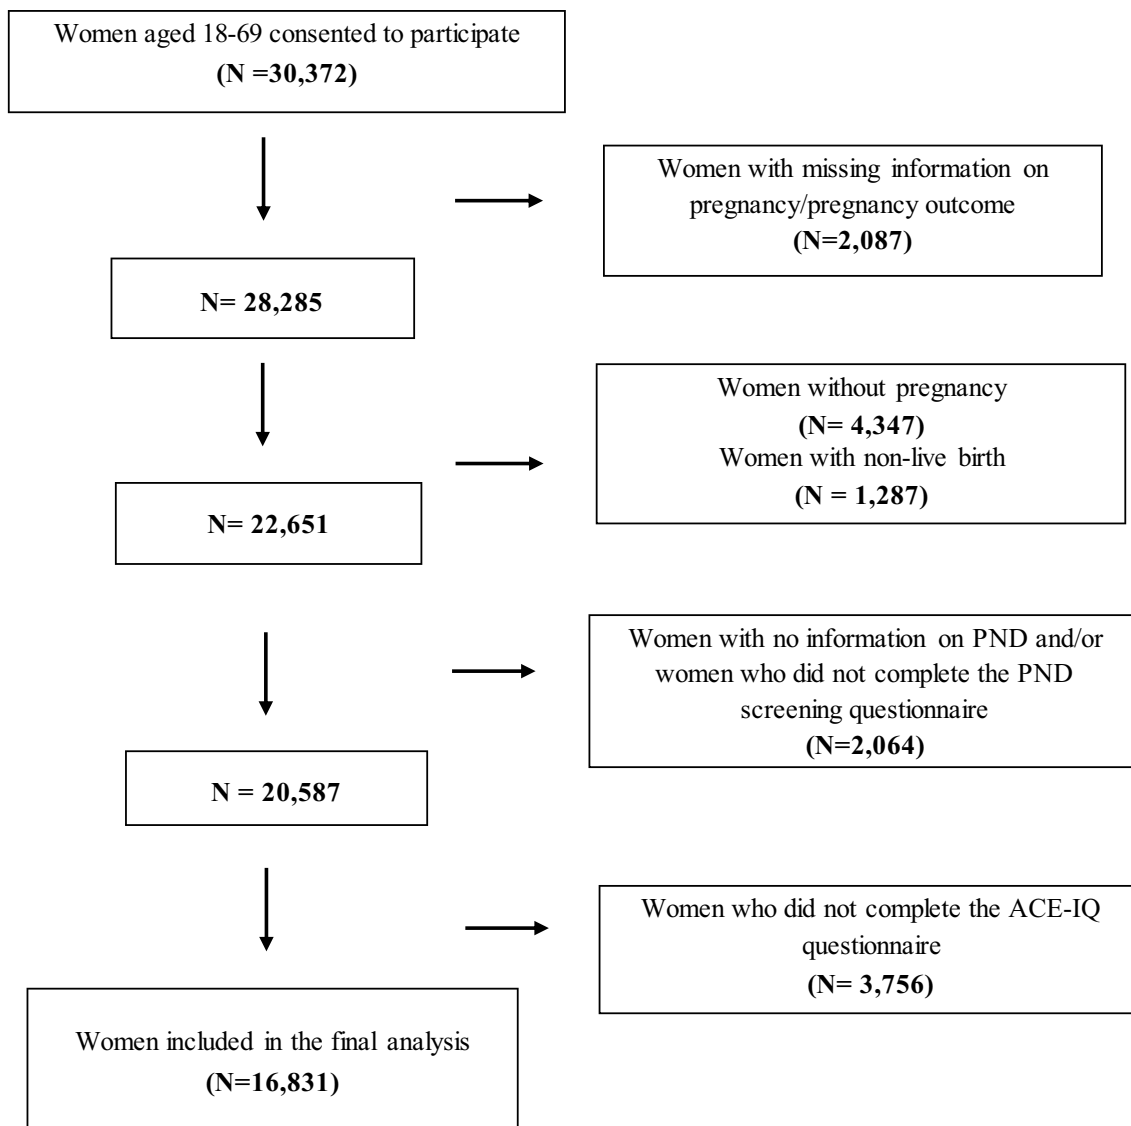 Women aged 18-69 consented to participate
(N =30,372)
Women with missing information on
pregnancy/pregnancy outcome
(N=2,087)
N= 28,285
Women without pregnancy
(N= 4,347)
Women with non-live birth
(N = 1,287)
N= 22,651
Women with no information on PND and/or
women who did not complete the PND
screening questionnaire
(N=2,064)
N = 20,587
Women who did not complete the ACE-IQ
questionnaire
(N= 3,756)
Women included in the final analysis
(N=16,831)